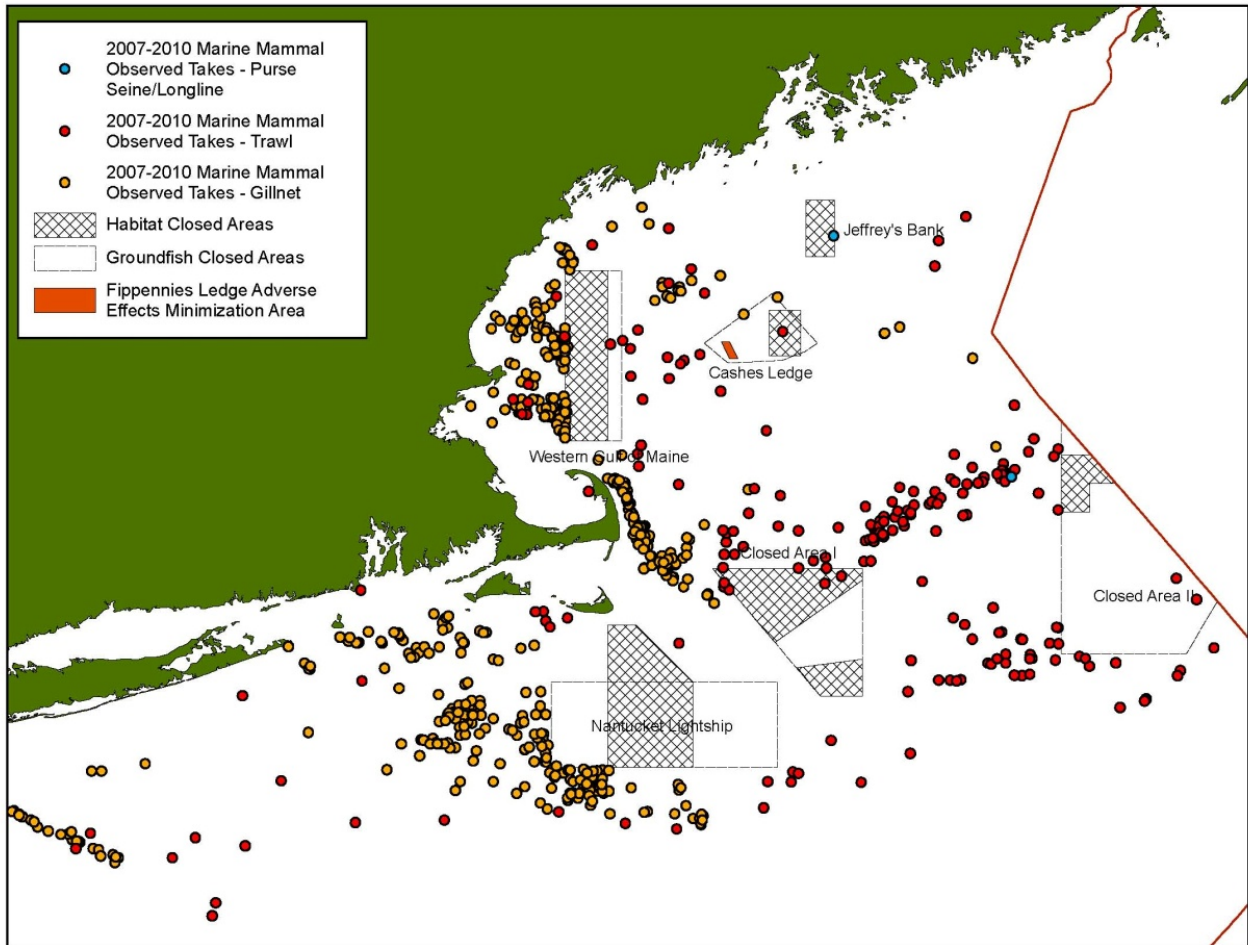 2007-2010 Marine Mammal
Observed Takes - Purse
Seine/Longline
2007-2010 Marine Mammal
Observed Takes - Trawl
2007-2010 Marine Mammal
Observed Takes - Gillnet
Habitat Closed Areas
Groundfish Closed Areas
Fippennies Ledge Adverse
Effects Minimization Area
Jeffrey's Bank
Cashes Ledge
Western Gulf of Maine
Closed Area I
Closed Area II
Nantucket Lightship